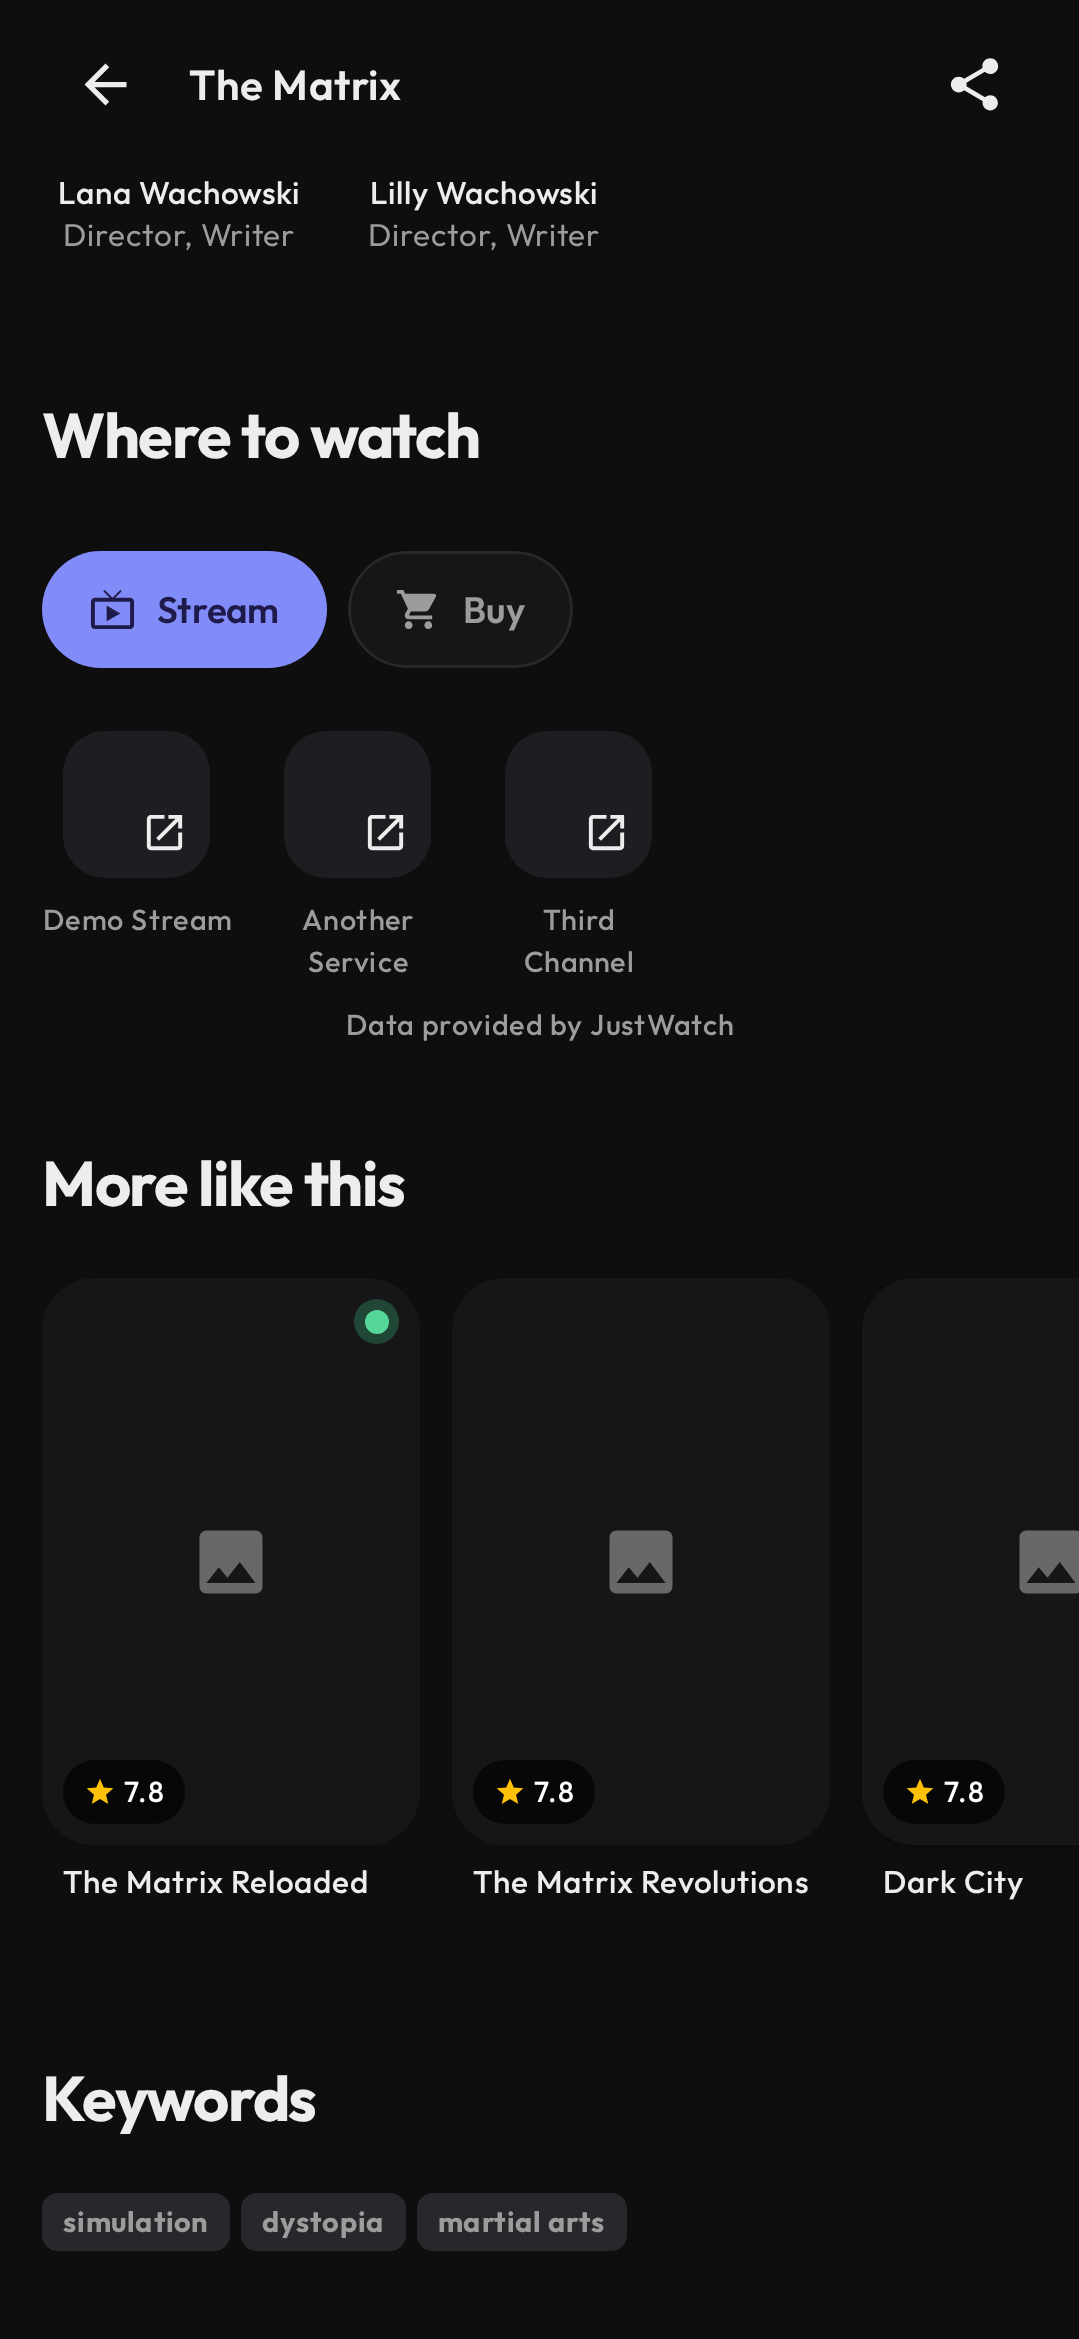 The Matrix
Lana Wachowski
Director, Writer
Lilly Wachowski
Director, Writer
Where to watch
Stream
Buy
Demo Stream
Another
Service
Third
Channel
Data provided by JustWatch
More like this
7.8
The Matrix Reloaded
7.8
The Matrix Revolutions
7.8
Dark City
Keywords
simulation
dystopia
martial arts